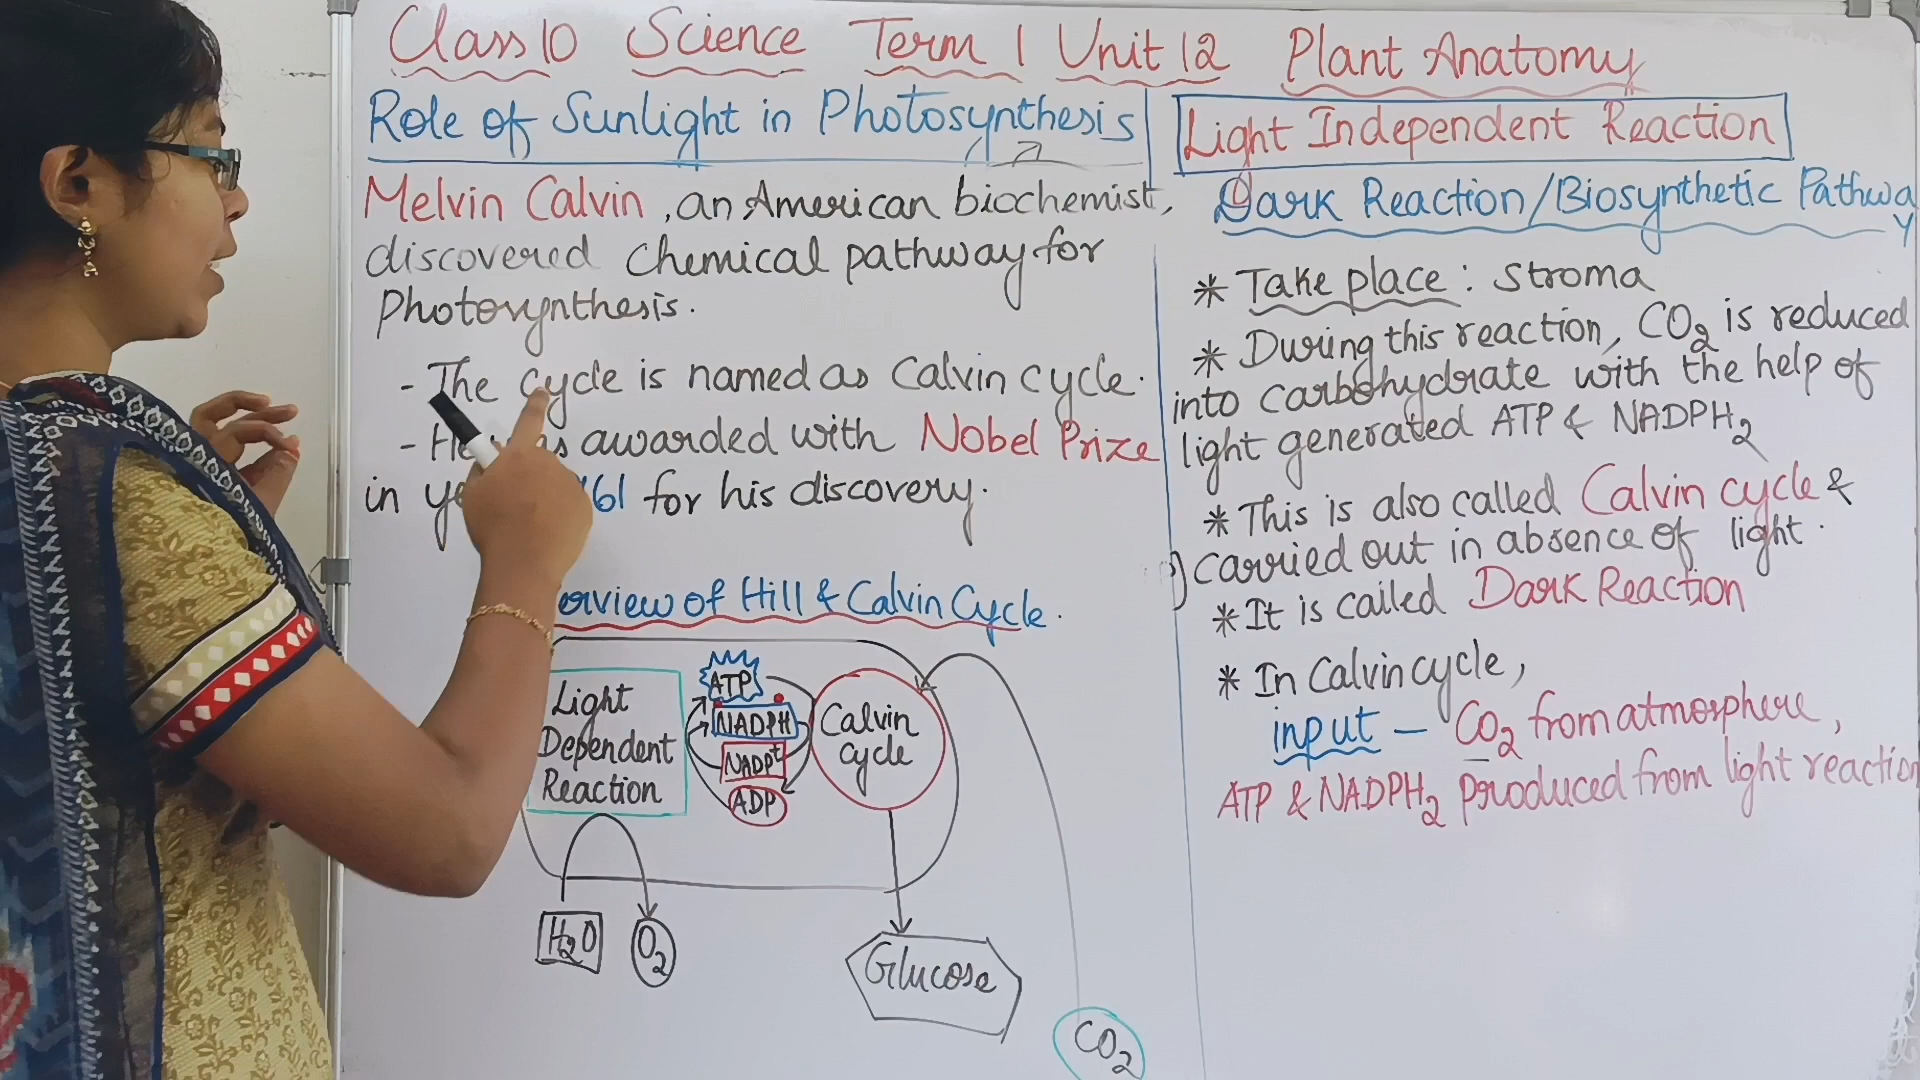 Class 10 Science Term 1 Unit 12 Plant Anatomy
Role of Sunlight in Photosynthesis
Melvin Calvin, an American biochemist,
discovered chemical pathway for
Photosynthesis.
- The cycle is named as Calvin cycle.
- awarded with Nobel Prize
in 61 for his discovery.
erview of Hill & Calvin Cycle.
Light
Dependent
Reaction
ATP
NADPH
NADP+
ADP
Calvin
cycle
H2O
O2
Glucose
CO2
Light Independent Reaction
Dark Reaction/Biosynthetic Pathway
* Take place : Stroma
* During this reaction, CO2 is reduced
into carbohydrate with the help of
light generated ATP & NADPH2
* This is also called Calvin cycle &
carried out in absence of light.
* It is called Dark Reaction
* In Calvin cycle,
input - CO2 from atmosphere,
ATP & NADPH2 produced from light reaction